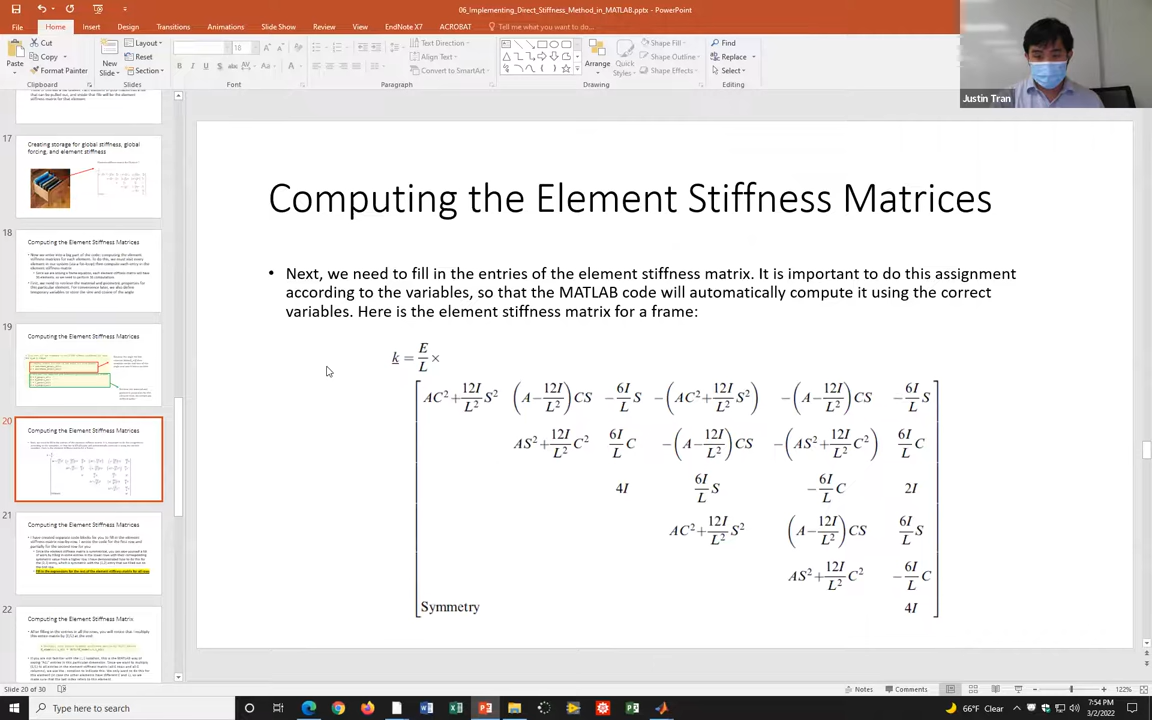 06_Implementing_Direct_Stiffness_Method_in_MATLAB.pptx - PowerPoint
File Home Insert Design Transitions Animations Slide Show Review View EndNote X7 ACROBAT Tell me what you want to do...
Paste
Cut
Copy
Format Painter
Clipboard
New Slide
Layout
Reset
Section
Slides
18
Font
Text Direction
Align Text
Convert to SmartArt
Paragraph
Arrange
Quick Styles
Shape Fill
Shape Outline
Shape Effects
Drawing
Find
Replace
Select
Editing
Justin Tran
17
Creating storage for global stiffness, global
forcing, and element stiffness
18
Computing the Element Stiffness Matrices
19
Computing the Element Stiffness Matrices
20
Computing the Element Stiffness Matrices
21
Computing the Element Stiffness Matrices
22
Computing the Element Stiffness Matrix
Computing the Element Stiffness Matrices
• Next, we need to fill in the entries of the element stiffness matrix. It is important to do this assignment
according to the variables, so that the MATLAB code will automatically compute it using the correct
variables. Here is the element stiffness matrix for a frame:
k = E/L ×
AC²+12I/L² S² (A−12I/L²)CS −6I/L S −(AC²+12I/L² S²) −(A−12I/L²)CS −6I/L S
AS²+12I/L² C² 6I/L C −(A−12I/L²)CS −(AS²+12I/L² C²) 6I/L C
4I 6I/L S −6I/L C 2I
AC²+12I/L² S² (A−12I/L²)CS 6I/L S
AS²+12I/L² C² −6I/L C
Symmetry 4I
Slide 20 of 30
Notes Comments 122%
Type here to search
66°F Clear
7:54 PM
3/2/2022